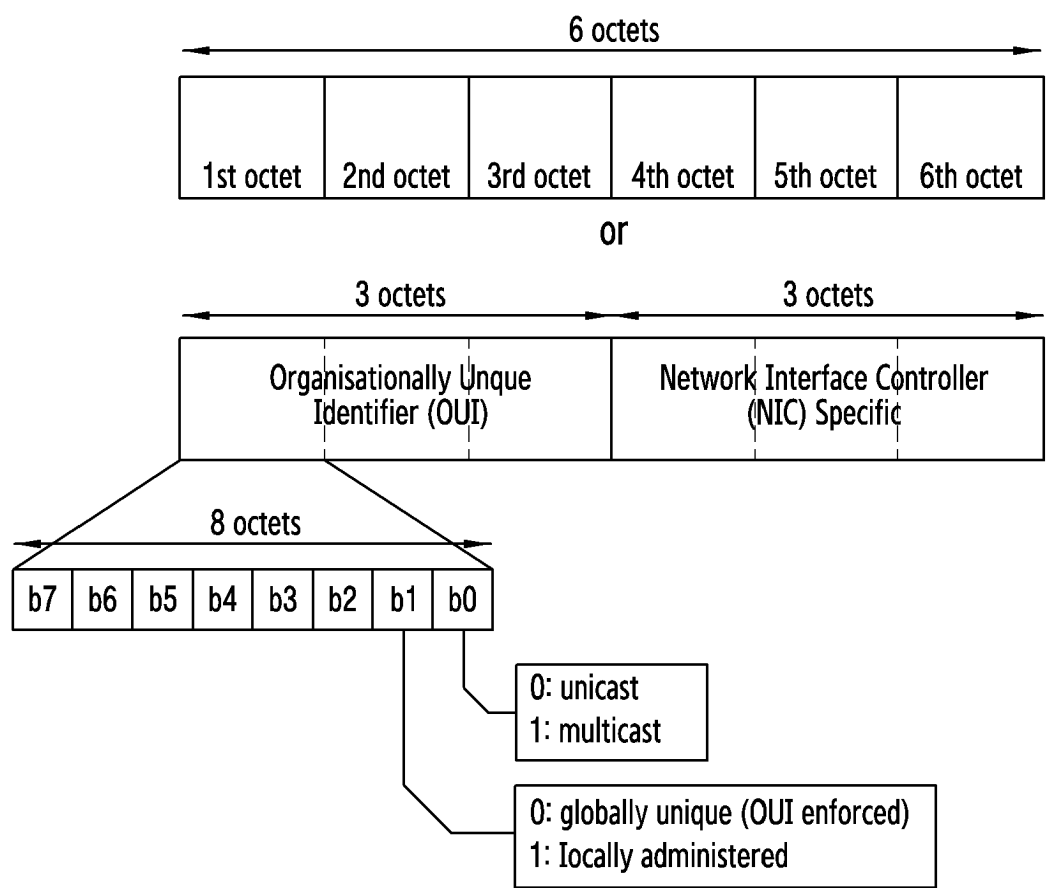 6 octets
1st octet 2nd octet 3rd octet 4th octet 5th octet 6th octet
or
3 octets 3 octets
Organisationally Unque
Identifier (OUI)
Network Interface Controller
(NIC) Specific
8 octets
b7 b6 b5 b4 b3 b2 b1 b0
0: unicast
1: multicast
0: globally unique (OUI enforced)
1: locally administered